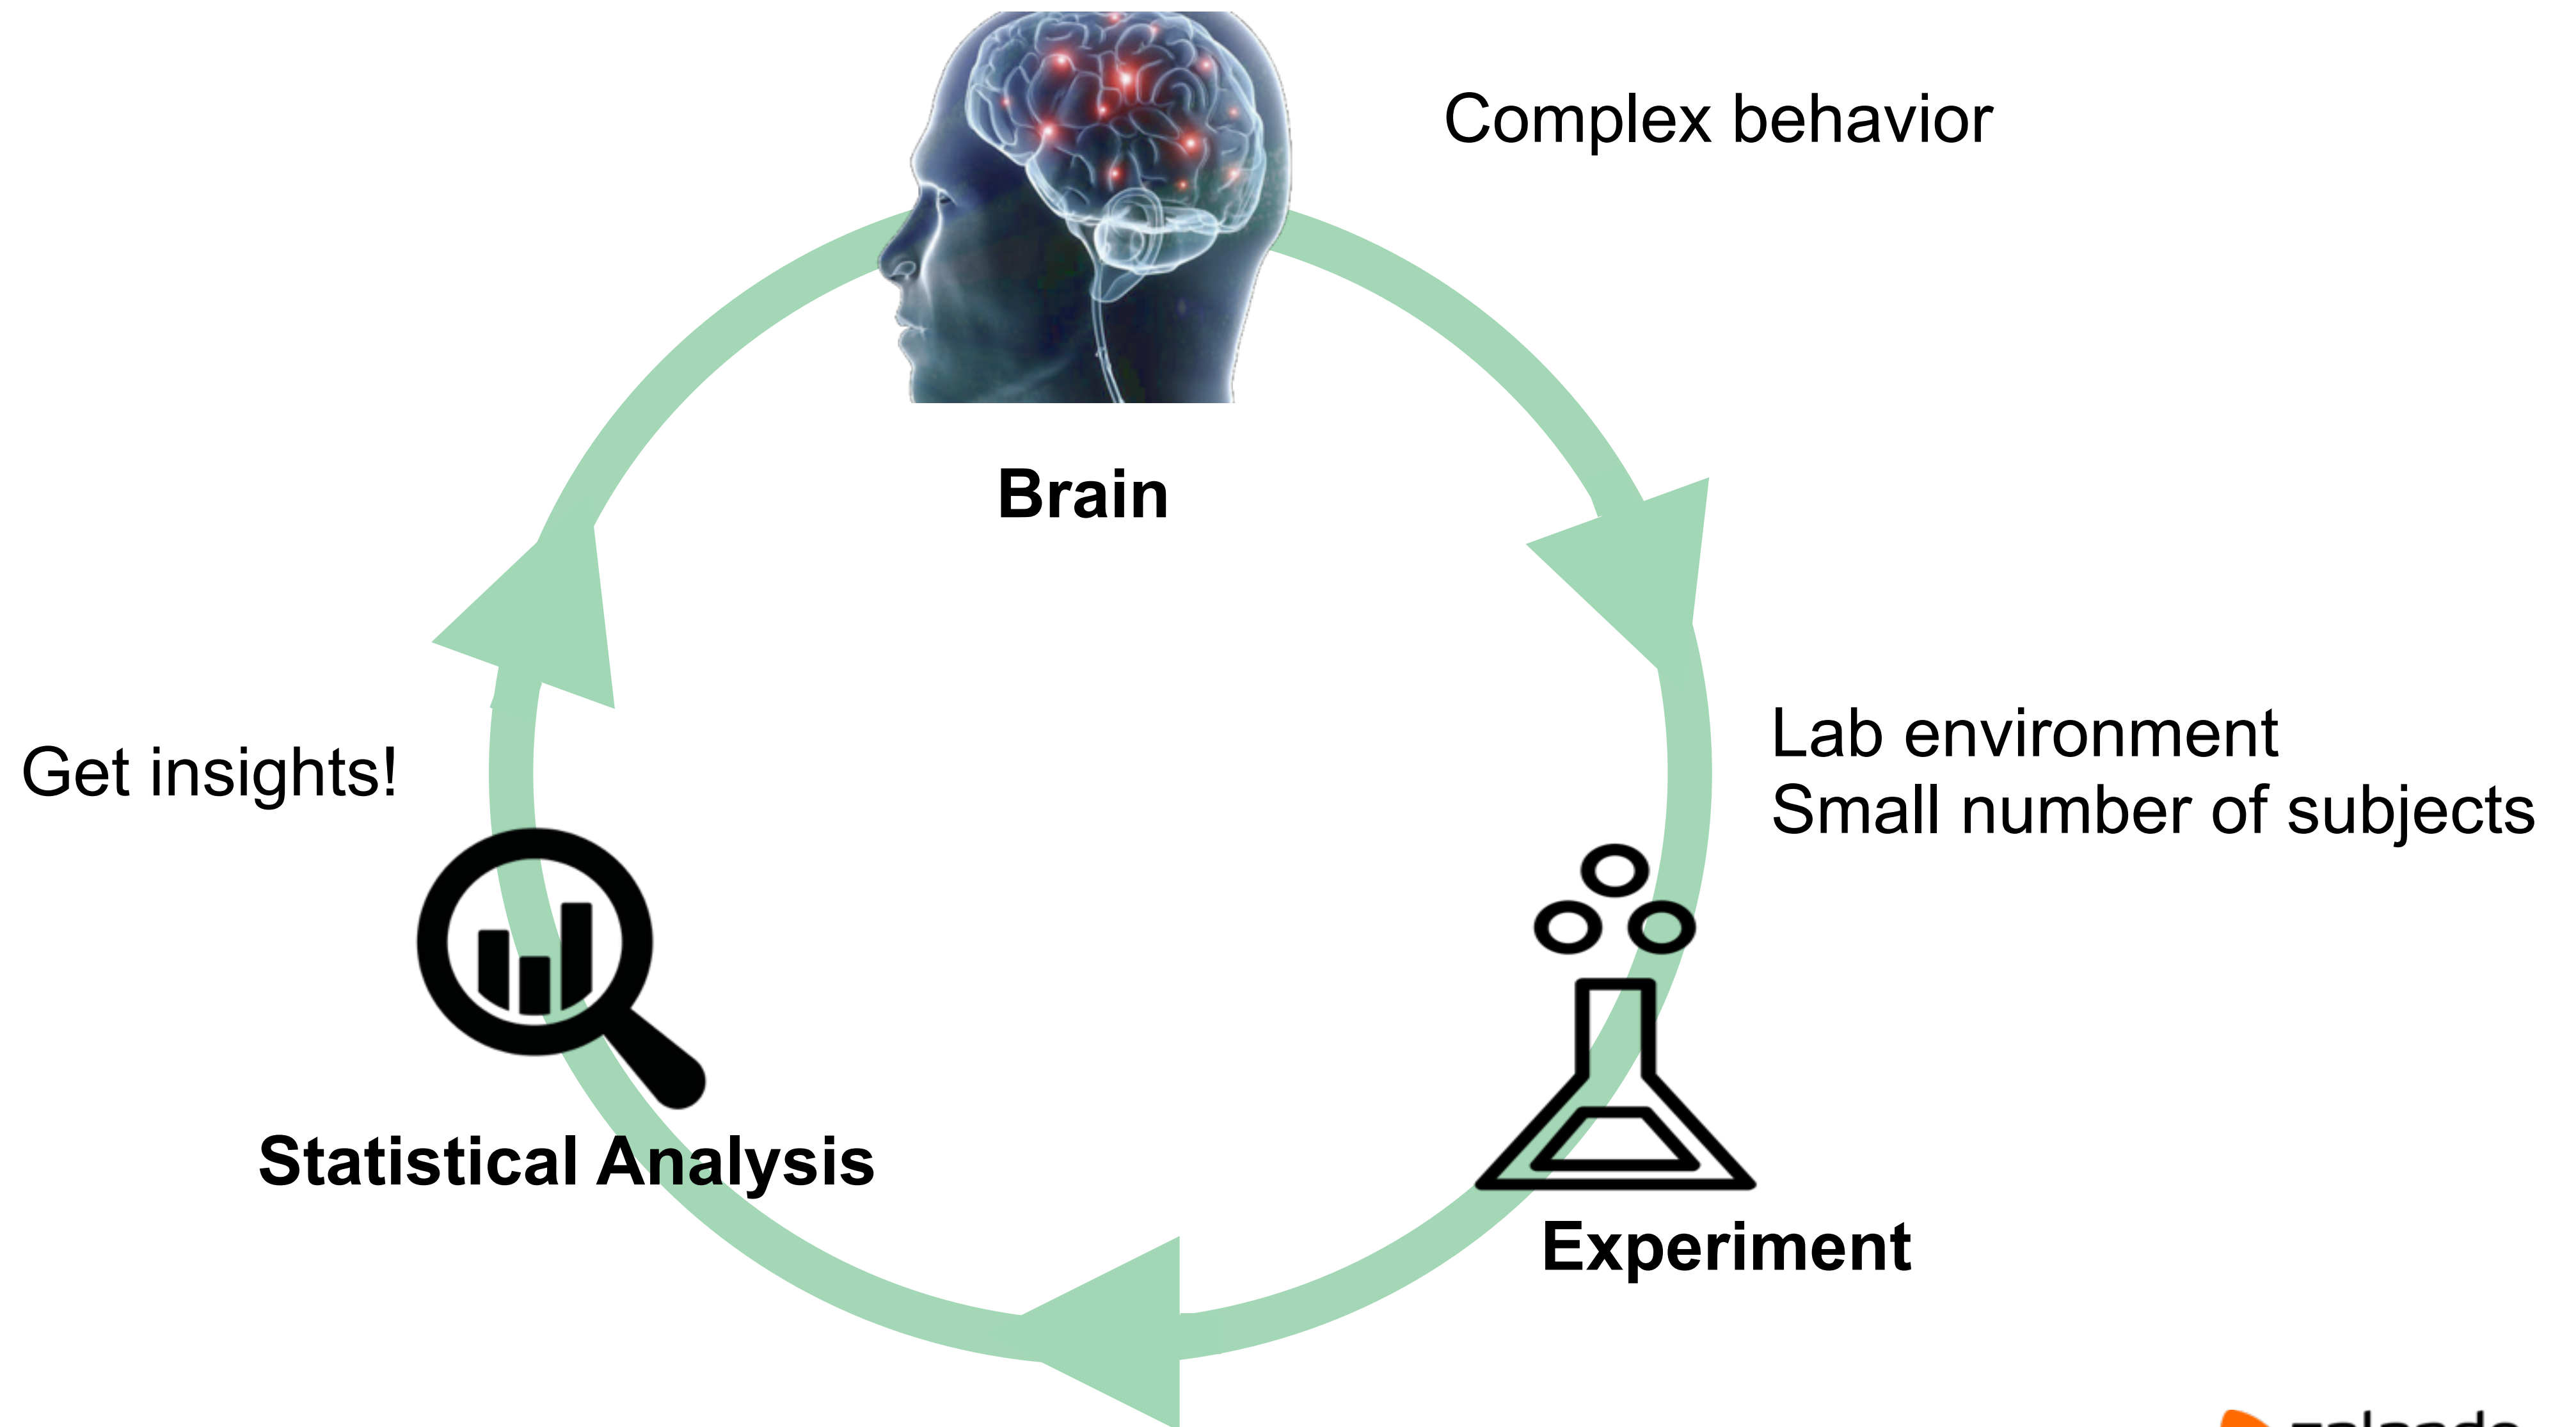 Complex behavior
Brain
Lab environment
Small number of subjects
Get insights!
Statistical Analysis
Experiment